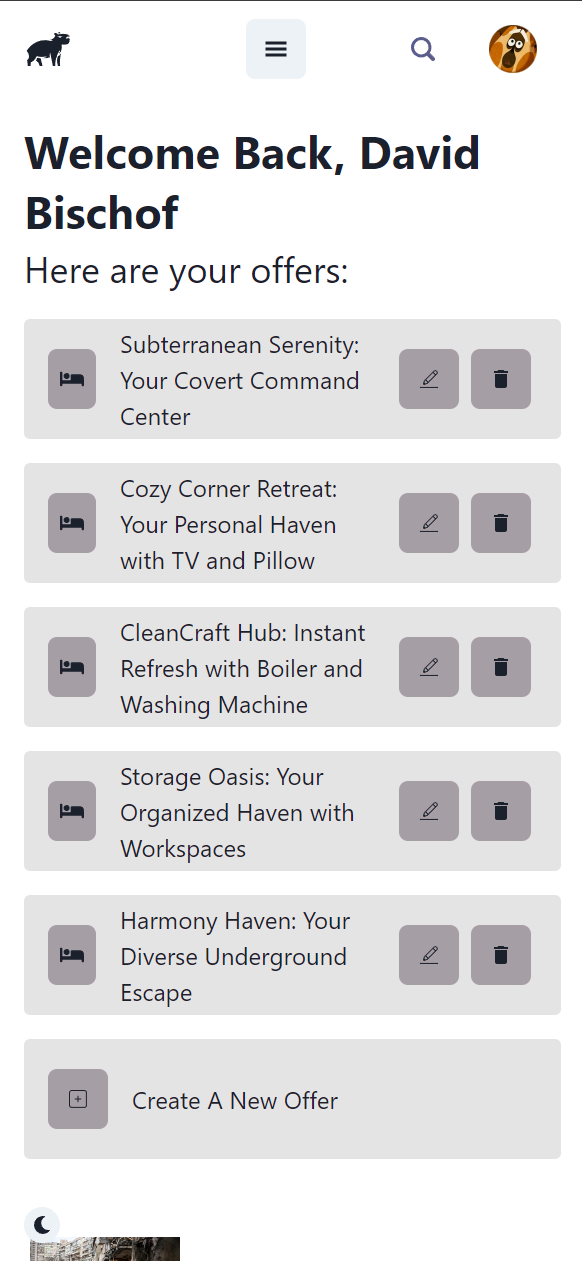 Welcome Back, David
Bischof
Here are your offers:
Subterranean Serenity:
Your Covert Command
Center
Cozy Corner Retreat:
Your Personal Haven
with TV and Pillow
CleanCraft Hub: Instant
Refresh with Boiler and
Washing Machine
Storage Oasis: Your
Organized Haven with
Workspaces
Harmony Haven: Your
Diverse Underground
Escape
Create A New Offer